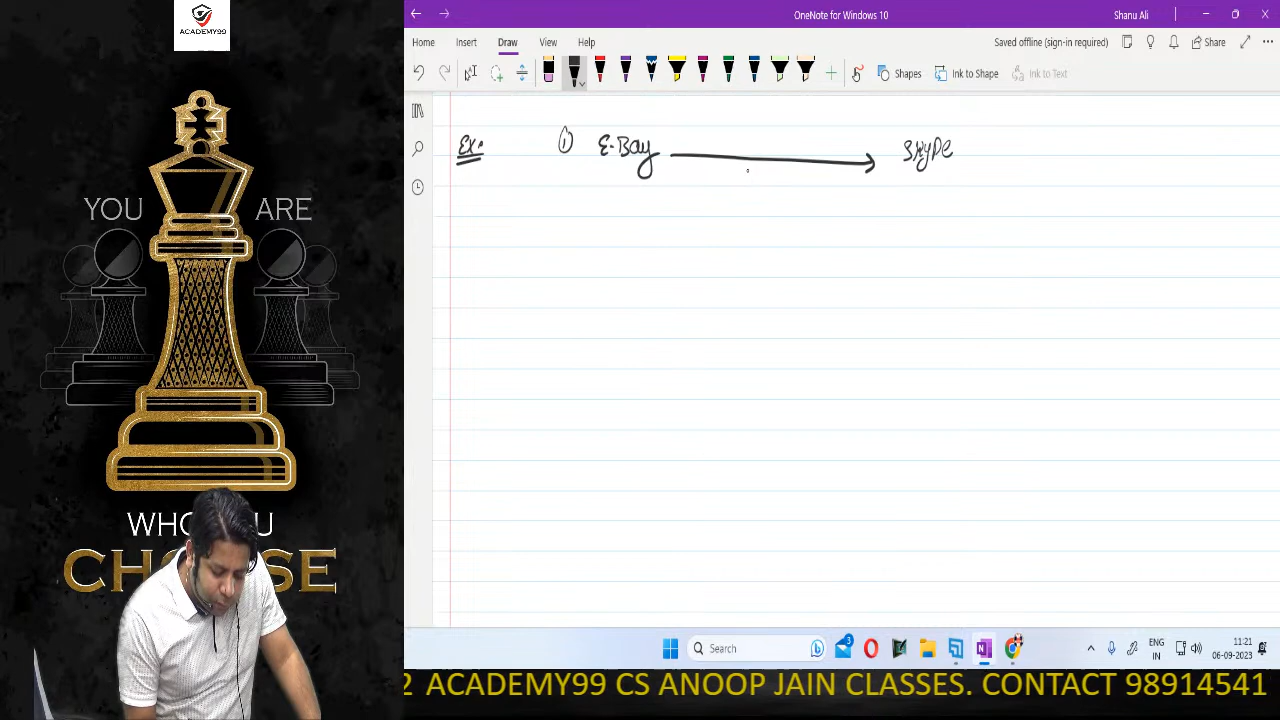 ACADEMY99
YOU ARE
WHO U
CH SE
OneNote for Windows 10
Shanu Ali
Home Insert Draw View Help
Saved offline (sign-in required)
Share
Shapes
Ink to Shape
Ink to Text
Ex:
① E-Bay → Skype
Search
3
ENG
IN
11:21
06-09-2023
2 ACADEMY99 CS ANOOP JAIN CLASSES. CONTACT 98914541